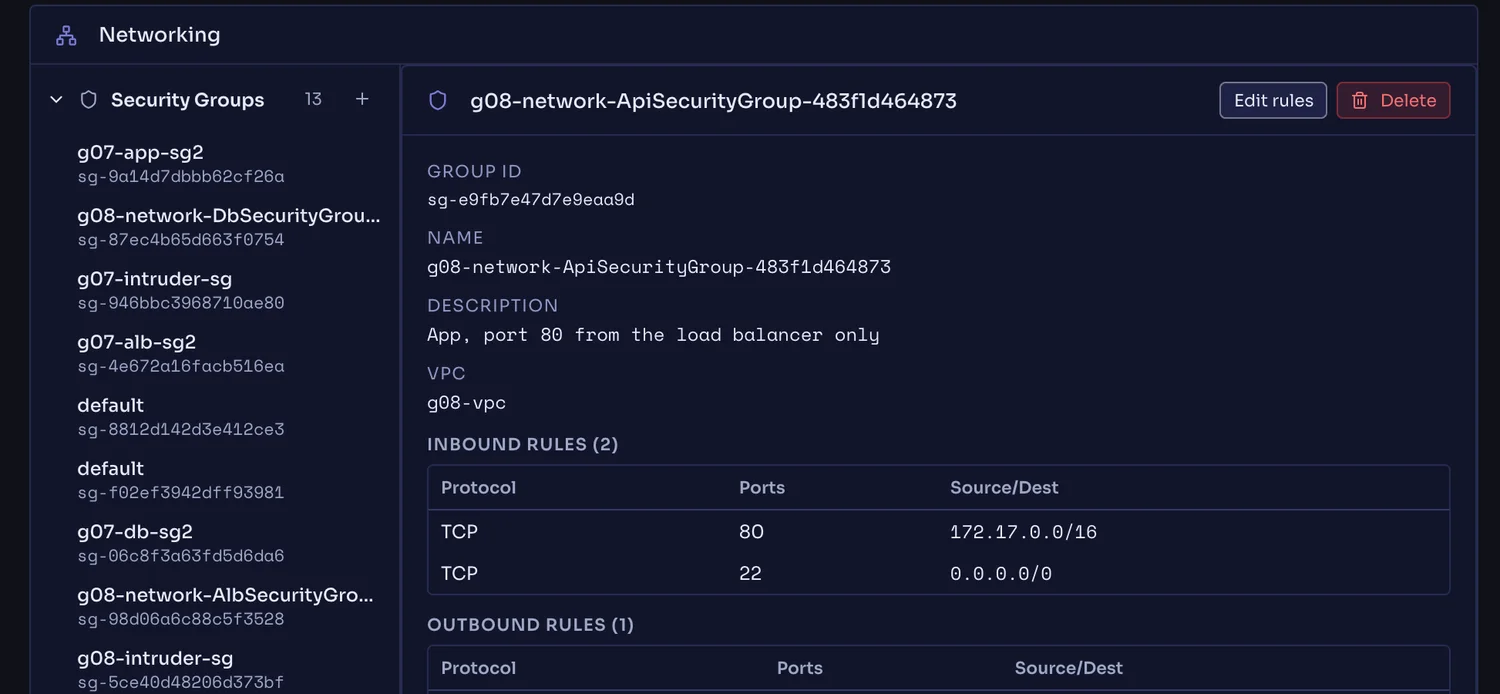 Networking
Security Groups 13 +
g07-app-sg2
sg-9a14d7dbbb62cf26a
g08-network-DbSecurityGrou...
sg-87ec4b65d663f0754
g07-intruder-sg
sg-946bbc3968710ae80
g07-alb-sg2
sg-4e672a16facb516ea
default
sg-8812d142d3e412ce3
default
sg-f02ef3942dff93981
g07-db-sg2
sg-06c8f3a63fd5d6da6
g08-network-AlbSecurityGro...
sg-98d06a6c88c5f3528
g08-intruder-sg
sg-5ce40d48206d373bf
g08-network-ApiSecurityGroup-483f1d464873
Edit rules
Delete
GROUP ID
sg-e9fb7e47d7e9eaa9d
NAME
g08-network-ApiSecurityGroup-483f1d464873
DESCRIPTION
App, port 80 from the load balancer only
VPC
g08-vpc
INBOUND RULES (2)
Protocol Ports Source/Dest
TCP 80 172.17.0.0/16
TCP 22 0.0.0.0/0
OUTBOUND RULES (1)
Protocol Ports Source/Dest